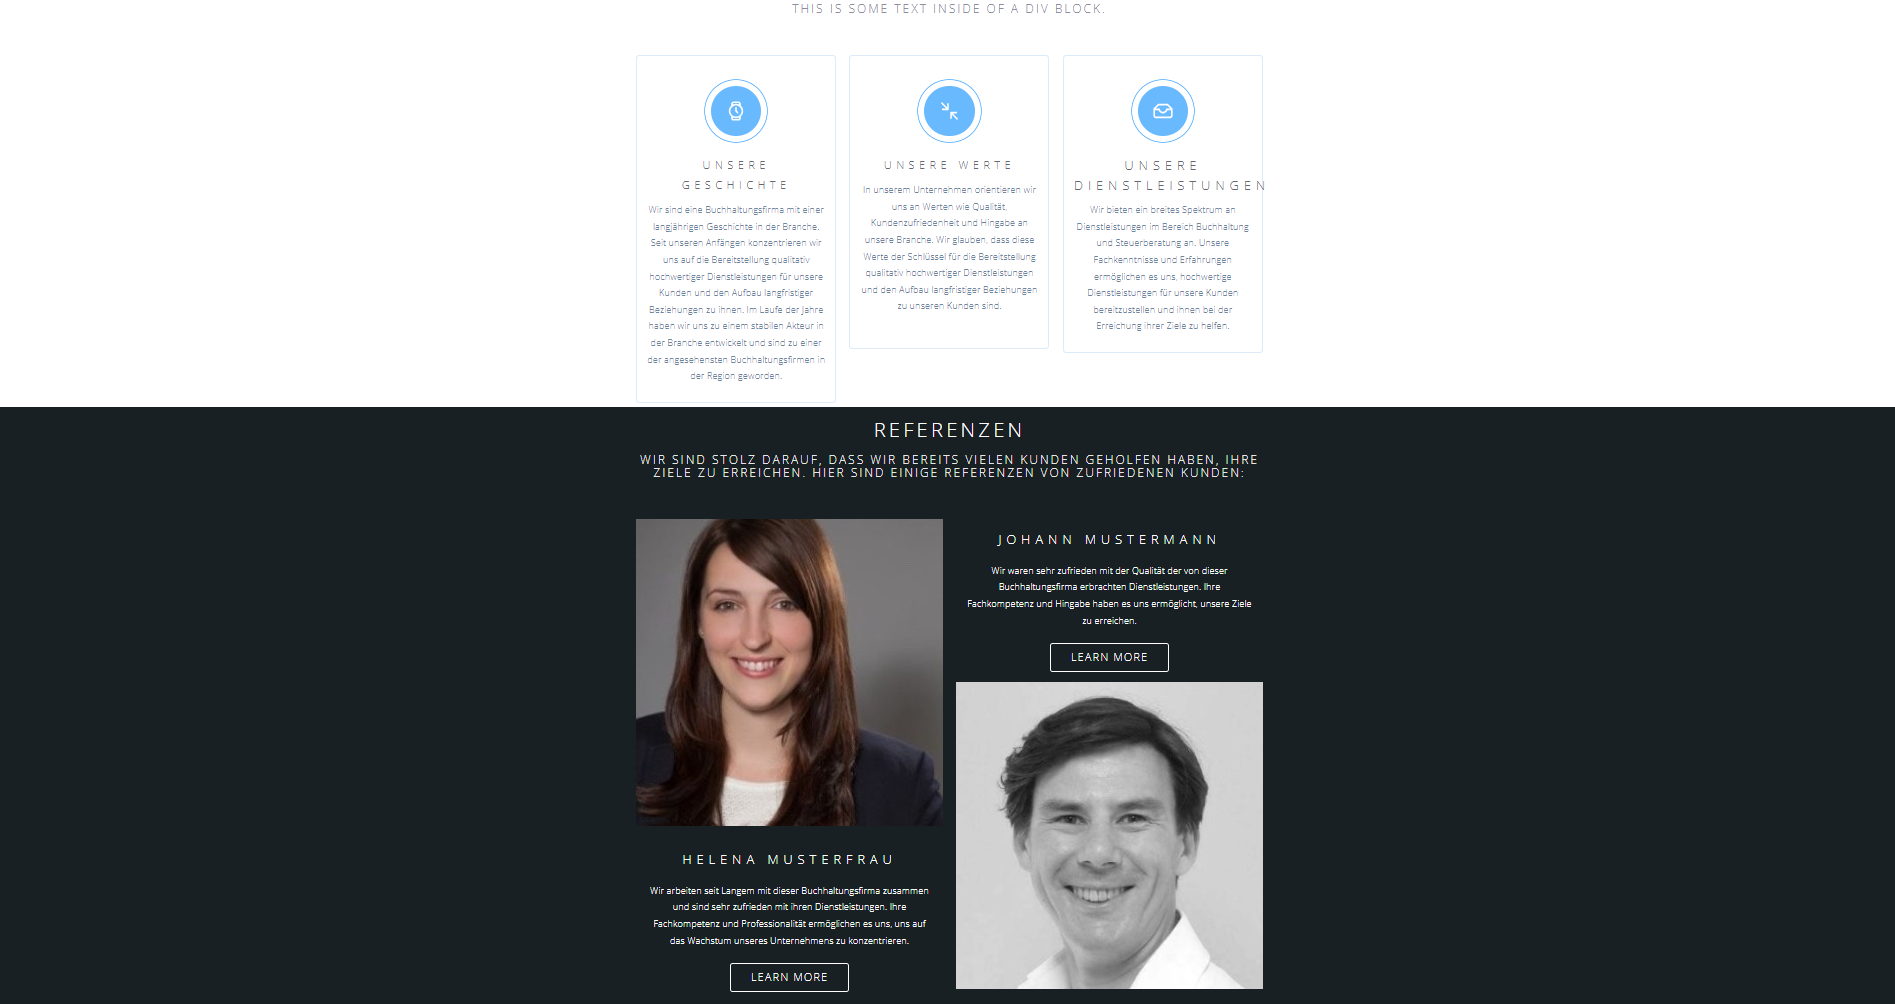 THIS IS SOME TEXT INSIDE OF A DIV BLOCK.
UNSERE
GESCHICHTE
Wir sind eine Buchhaltungsfirma mit einer
langjährigen Geschichte in der Branche.
Seit unseren Anfängen konzentrieren wir
uns auf die Bereitstellung qualitativ
hochwertiger Dienstleistungen für unsere
Kunden und den Aufbau langfristiger
Beziehungen zu ihnen. Im Laufe der Jahre
haben wir uns zu einem stabilen Akteur in
der Branche entwickelt und sind zu einer
der angesehensten Buchhaltungsfirmen in
der Region geworden.
UNSERE WERTE
In unserem Unternehmen orientieren wir
uns an Werten wie Qualität,
Kundenzufriedenheit und Hingabe an
unsere Branche. Wir glauben, dass diese
Werte der Schlüssel für die Bereitstellung
qualitativ hochwertiger Dienstleistungen
und den Aufbau langfristiger Beziehungen
zu unseren Kunden sind.
UNSERE
DIENSTLEISTUNGEN
Wir bieten ein breites Spektrum an
Dienstleistungen im Bereich Buchhaltung
und Steuerberatung an. Unsere
Fachkenntnisse und Erfahrungen
ermöglichen es uns, hochwertige
Dienstleistungen für unsere Kunden
bereitzustellen und ihnen bei der
Erreichung ihrer Ziele zu helfen.
REFERENZEN
WIR SIND STOLZ DARAUF, DASS WIR BEREITS VIELEN KUNDEN GEHOLFEN HABEN, IHRE
ZIELE ZU ERREICHEN. HIER SIND EINIGE REFERENZEN VON ZUFRIEDENEN KUNDEN:
JOHANN MUSTERMANN
Wir waren sehr zufrieden mit der Qualität der von dieser
Buchhaltungsfirma erbrachten Dienstleistungen. Ihre
Fachkompetenz und Hingabe haben es uns ermöglicht, unsere Ziele
zu erreichen.
LEARN MORE
HELENA MUSTERFRAU
Wir arbeiten seit Langem mit dieser Buchhaltungsfirma zusammen
und sind sehr zufrieden mit ihren Dienstleistungen. Ihre
Fachkompetenz und Professionalität ermöglichen es uns, uns auf
das Wachstum unseres Unternehmens zu konzentrieren.
LEARN MORE